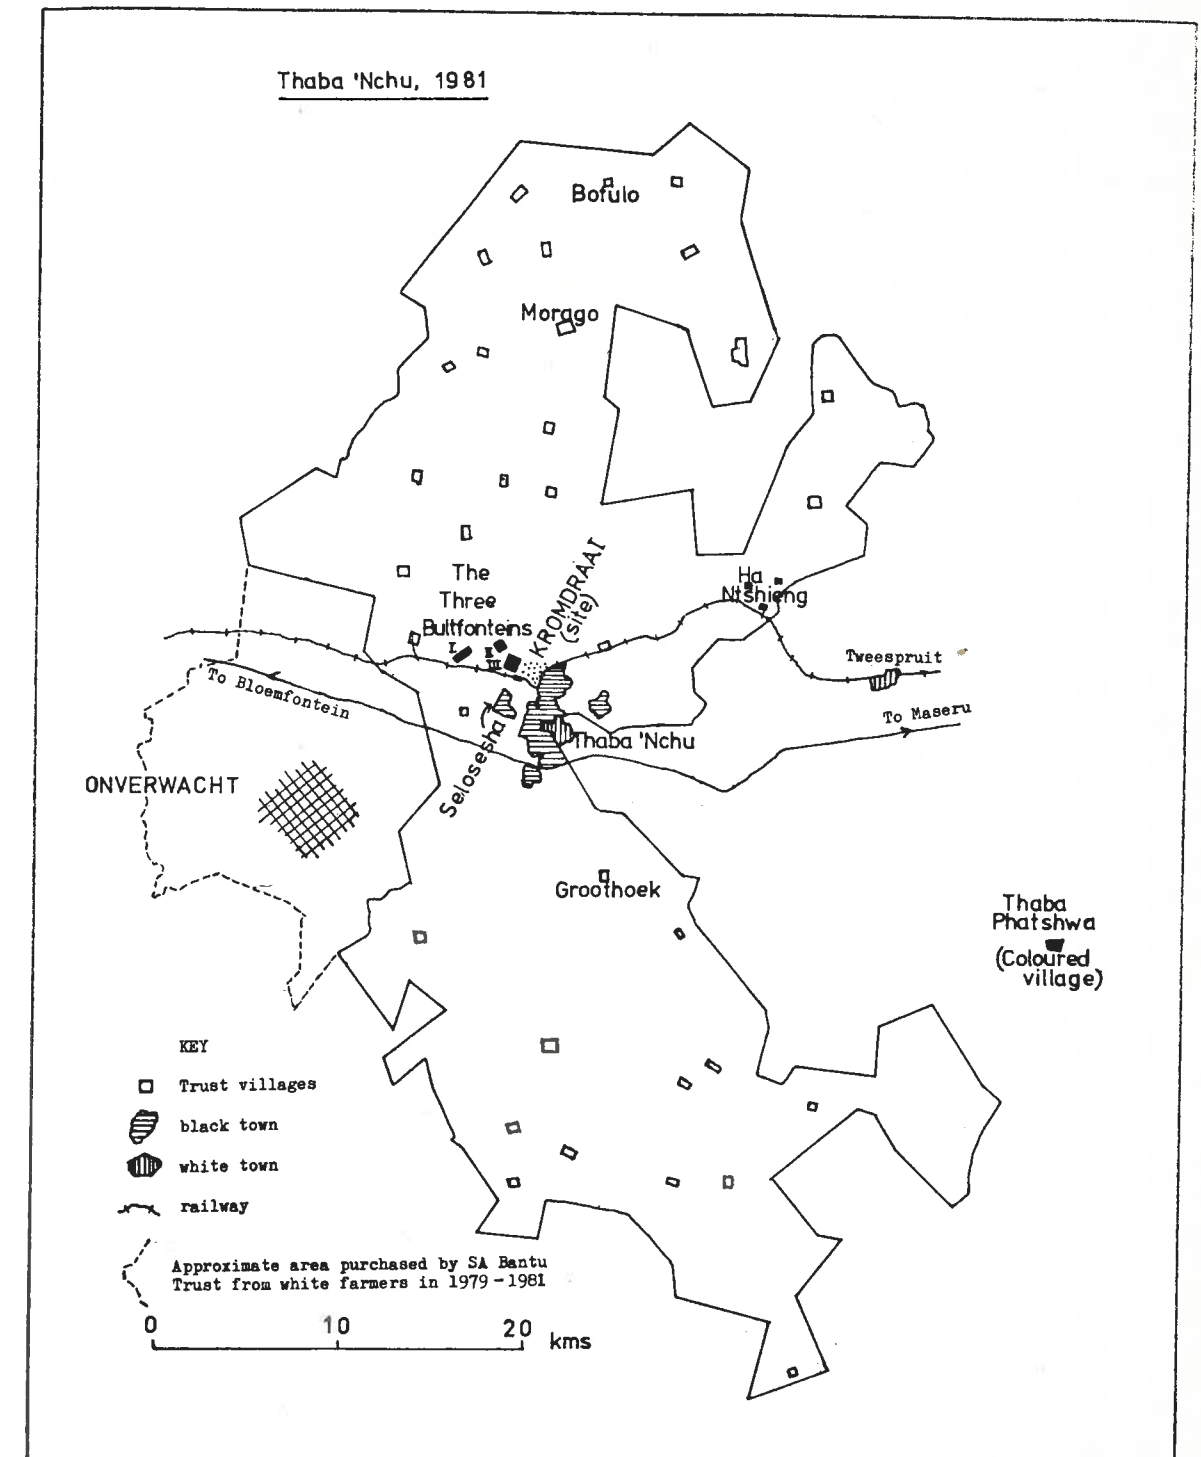 Thaba 'Nchu, 1981
Bofulo
Morago
The
Three
Bultfonteins
I
II
III
KROMDRAAI
(site)
Ha
Ntshieng
Tweespruit
To Bloemfontein
To Maseru
Selosesha
Thaba 'Nchu
ONVERWACHT
Groothoek
Thaba
Phatshwa
(Coloured
village)
KEY
Trust villages
black town
white town
railway
Approximate area purchased by SA Bantu
Trust from white farmers in 1979-1981
0 10 20 kms